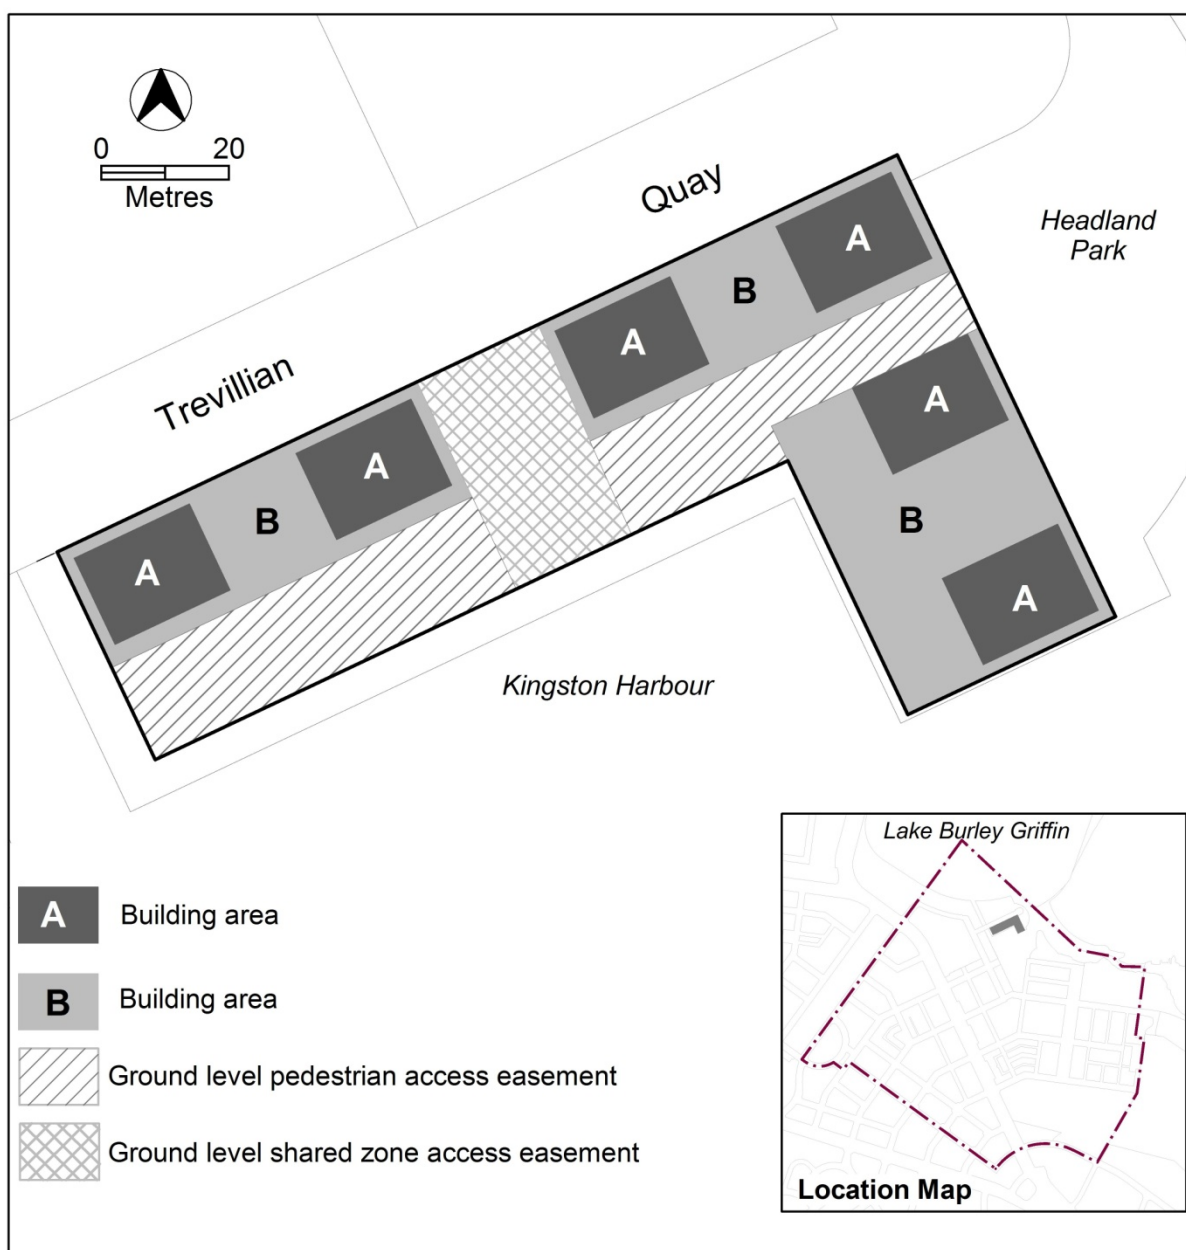 0 20
Metres
Trevillian Quay
Headland
Park
A
A
B
A
A
B
A
B
A
A
Kingston Harbour
A Building area
B Building area
Ground level pedestrian access easement
Ground level shared zone access easement
Lake Burley Griffin
Location Map